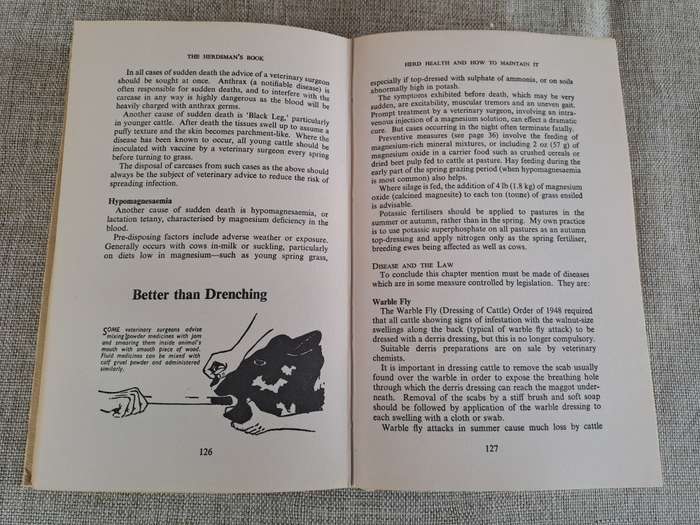 THE HERDSMAN'S BOOK
In all cases of sudden death the advice of a veterinary surgeon
should be sought at once. Anthrax (a notifiable disease) is
often responsible for sudden deaths, and to interfere with the
carcase in any way is highly dangerous as the blood will be
heavily charged with anthrax germs.
Another cause of sudden death is 'Black Leg,' particularly
in younger cattle. After death the tissues swell up to assume a
puffy texture and the skin becomes parchment-like. Where the
disease has been known to occur, all young cattle should be
inoculated with vaccine by a veterinary surgeon every spring
before turning to grass.
The disposal of carcases from such cases as the above should
always be the subject of veterinary advice to reduce the risk of
spreading infection.
Hypomagnesaemia
Another cause of sudden death is hypomagnesaemia, or
lactation tetany, characterised by magnesium deficiency in the
blood.
Pre-disposing factors include adverse weather or exposure.
Generally occurs with cows in-milk or suckling, particularly
on diets low in magnesium—such as young spring grass,
Better than Drenching
SOME veterinary surgeons advise
mixing powder medicines with jam
and smearing them inside animal's
mouth with smooth piece of wood.
Fluid medicines can be mixed with
calf gruel powder and administered
similarly.
126
HERD HEALTH AND HOW TO MAINTAIN IT
especially if top-dressed with sulphate of ammonia, or on soils
abnormally high in potash.
The symptoms exhibited before death, which may be very
sudden, are excitability, muscular tremors and an uneven gait.
Prompt treatment by a veterinary surgeon, involving an intra-
venous injection of a magnesium solution, can effect a dramatic
cure. But cases occurring in the night often terminate fatally.
Preventive measures (see page 36) involve the feeding of
magnesium-rich mineral mixtures, or including 2 oz (57 g) of
magnesium oxide in a carrier food such as crushed cereals or
dried beet pulp fed to cattle at pasture. Hay feeding during the
early part of the spring grazing period (when hypomagnesaemia
is most common) also helps.
Where silage is fed, the addition of 4 lb (1.8 kg) of magnesium
oxide (calcined magnesite) to each ton (tonne) of grass ensiled
is advisable.
Potassic fertilisers should be applied to pastures in the
summer or autumn, rather than in the spring. My own practice
is to use potassic superphosphate on all pastures as an autumn
top-dressing and apply nitrogen only as the spring fertiliser,
breeding ewes being affected as well as cows.
DISEASE AND THE LAW
To conclude this chapter mention must be made of diseases
which are in some measure controlled by legislation. They are:
Warble Fly
The Warble Fly (Dressing of Cattle) Order of 1948 required
that all cattle showing signs of infestation with the walnut-size
swellings along the back (typical of warble fly attack) to be
dressed with a derris dressing, but this is no longer compulsory.
Suitable derris preparations are on sale by veterinary
chemists.
It is important in dressing cattle to remove the scab usually
found over the warble in order to expose the breathing hole
through which the derris dressing can reach the maggot under-
neath. Removal of the scabs by a stiff brush and soft soap
should be followed by application of the warble dressing to
each swelling with a cloth or swab.
Warble fly attacks in summer cause much loss by cattle
127